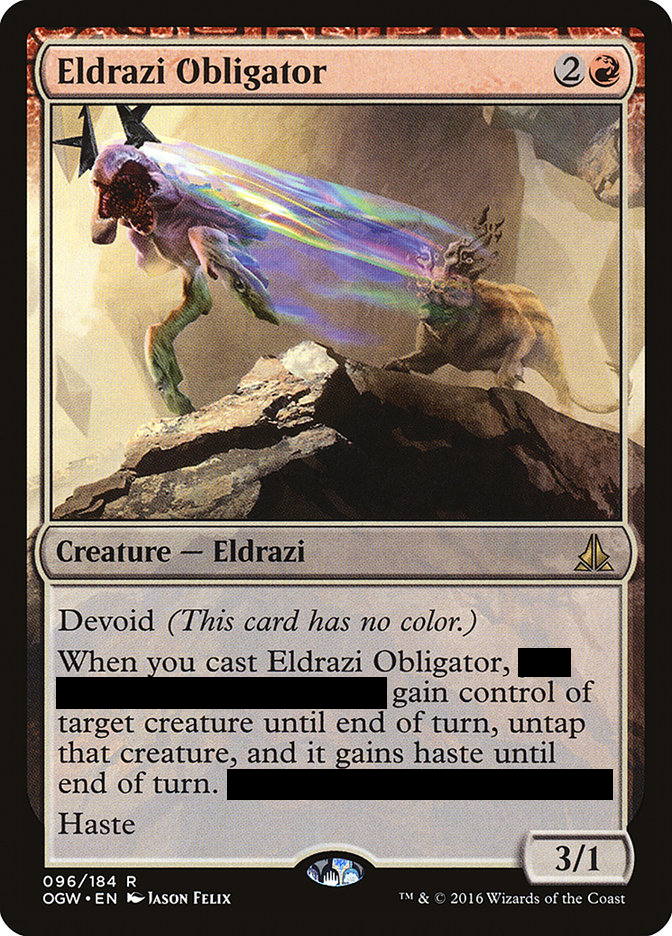 Eldrazi Obligator
2
Creature — Eldrazi
Devoid (This card has no color.)
When you cast Eldrazi Obligator,
gain control of
target creature until end of turn, untap
that creature, and it gains haste until
end of turn.
Haste
3/1
096/184 R
OGW • EN JASON FELIX
™ & © 2016 Wizards of the Coast